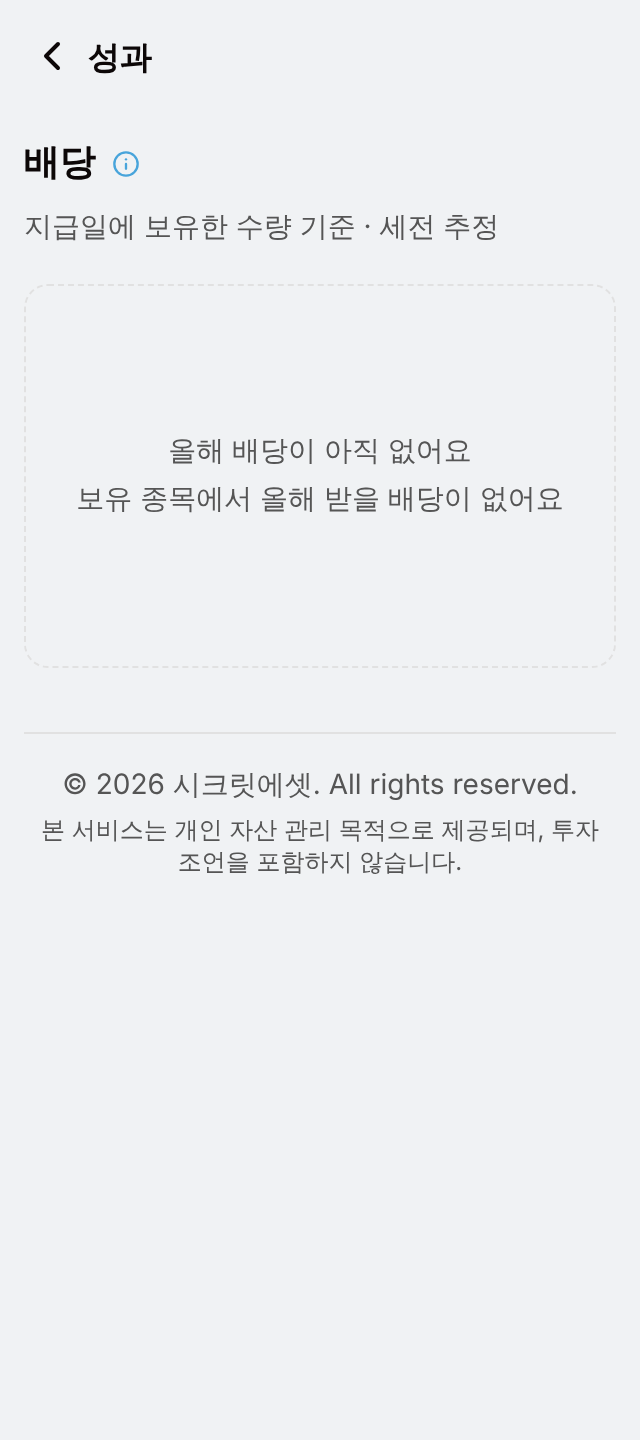 성과
배당
지급일에 보유한 수량 기준 · 세전 추정
올해 배당이 아직 없어요
보유 종목에서 올해 받을 배당이 없어요
© 2026 시크릿에셋. All rights reserved.
본 서비스는 개인 자산 관리 목적으로 제공되며, 투자
조언을 포함하지 않습니다.